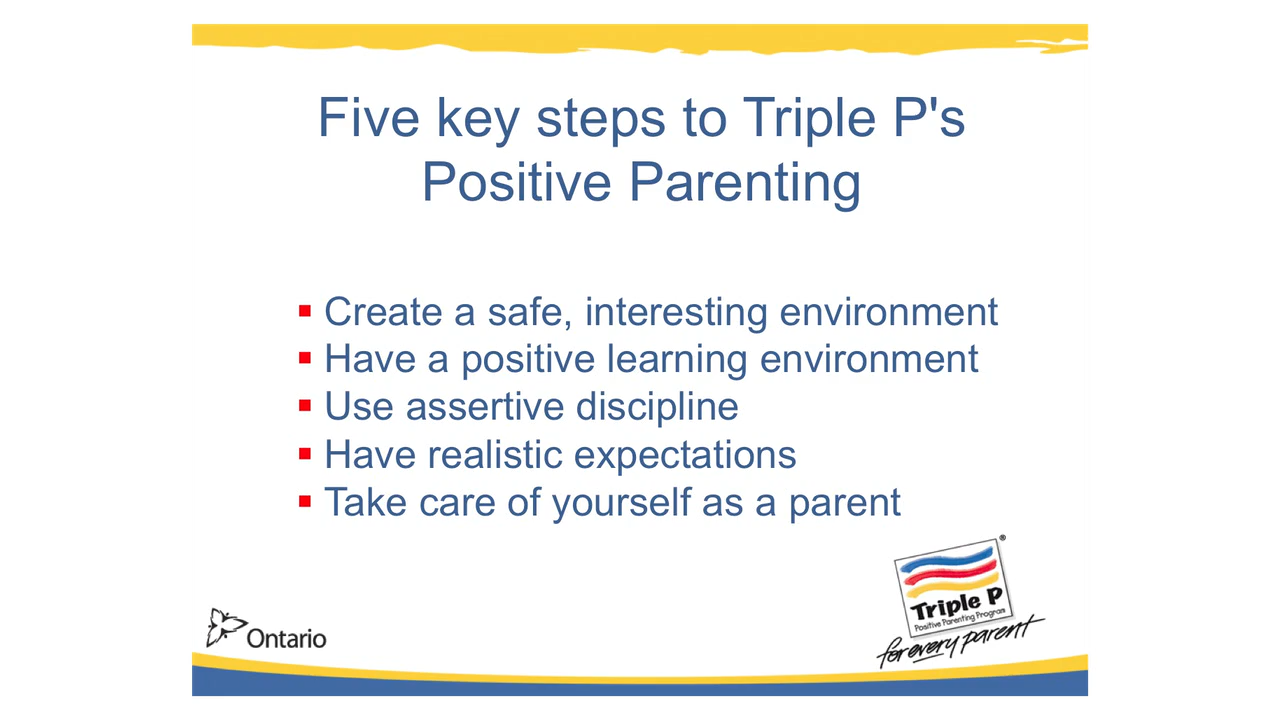 Five key steps to Triple P's
Positive Parenting
Create a safe, interesting environment
Have a positive learning environment
Use assertive discipline
Have realistic expectations
Take care of yourself as a parent
Ontario
®
Triple P
Positive Parenting Program
for every parent